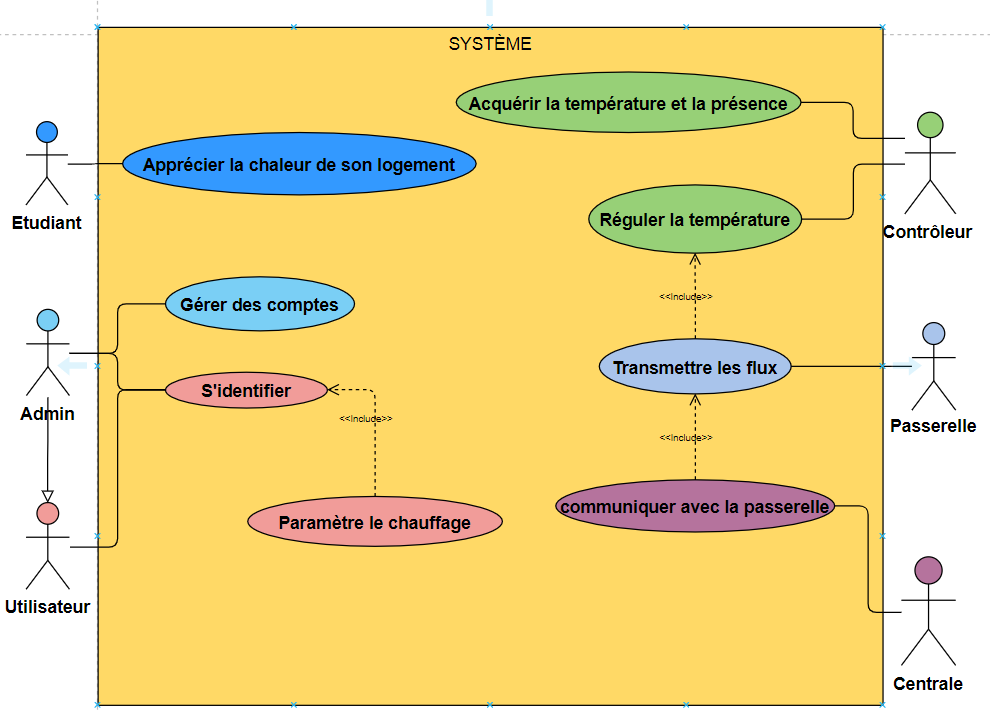 SYSTÈME
Acquérir la température et la présence
Apprécier la chaleur de son logement
Etudiant
Réguler la température
Contrôleur
<<Include>>
Gérer des comptes
Transmettre les flux
S'identifier
Admin
<<Include>>
Passerelle
<<Include>>
communiquer avec la passerelle
Paramètre le chauffage
Utilisateur
Centrale